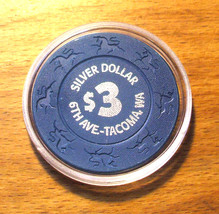 SILVER DOLLAR
$3
6TH AVE-TACOMA, WA